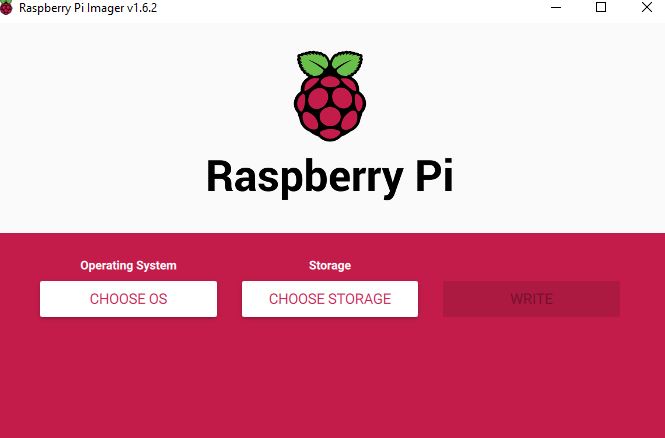 Raspberry Pi Imager v1.6.2
Raspberry Pi
Operating System
Storage
CHOOSE OS
CHOOSE STORAGE
WRITE